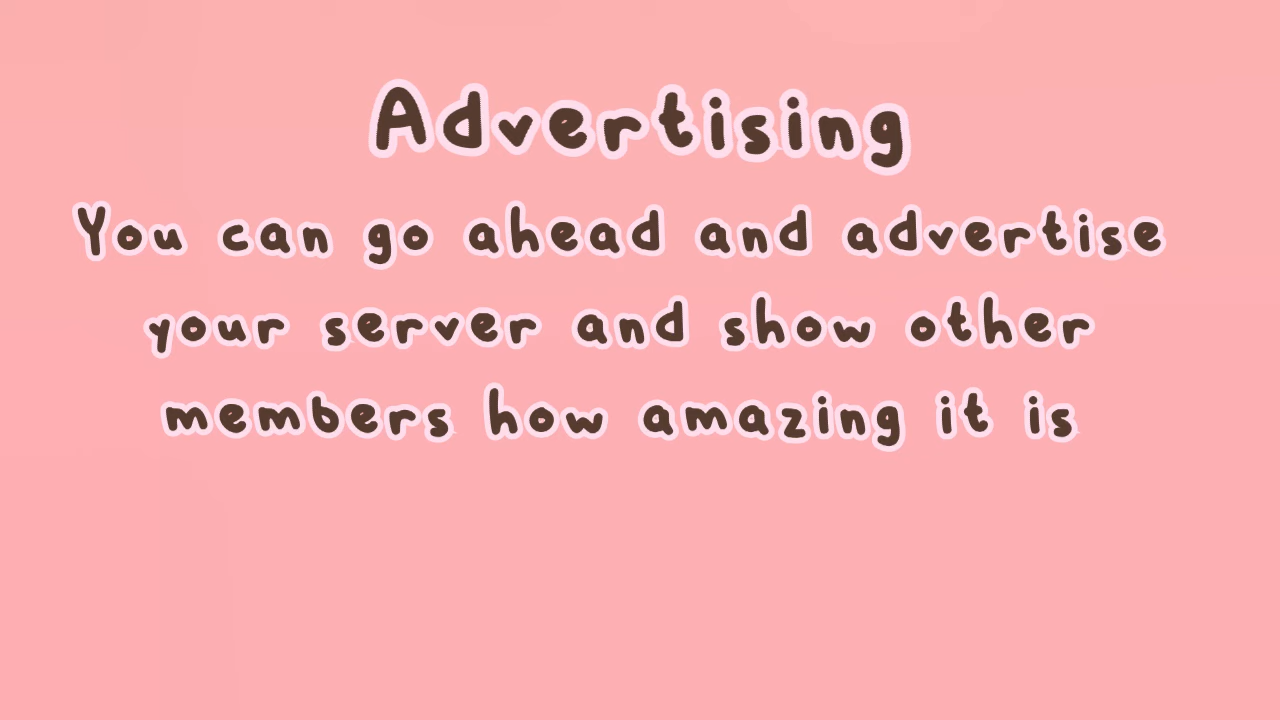 Advertising
You can go ahead and advertise
your server and show other
members how amazing it is